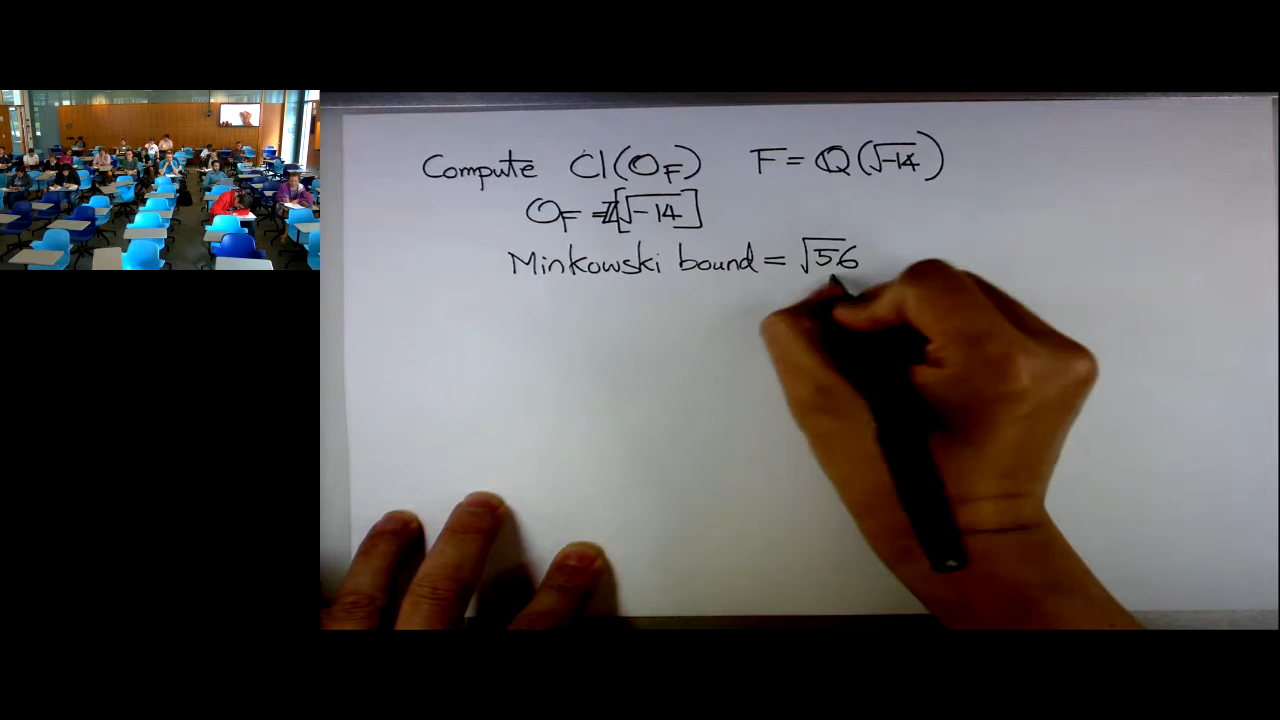 Compute Cl(O_F) F = ℚ(√-14)
O_F = ℤ[√-14]
Minkowski bound = √56